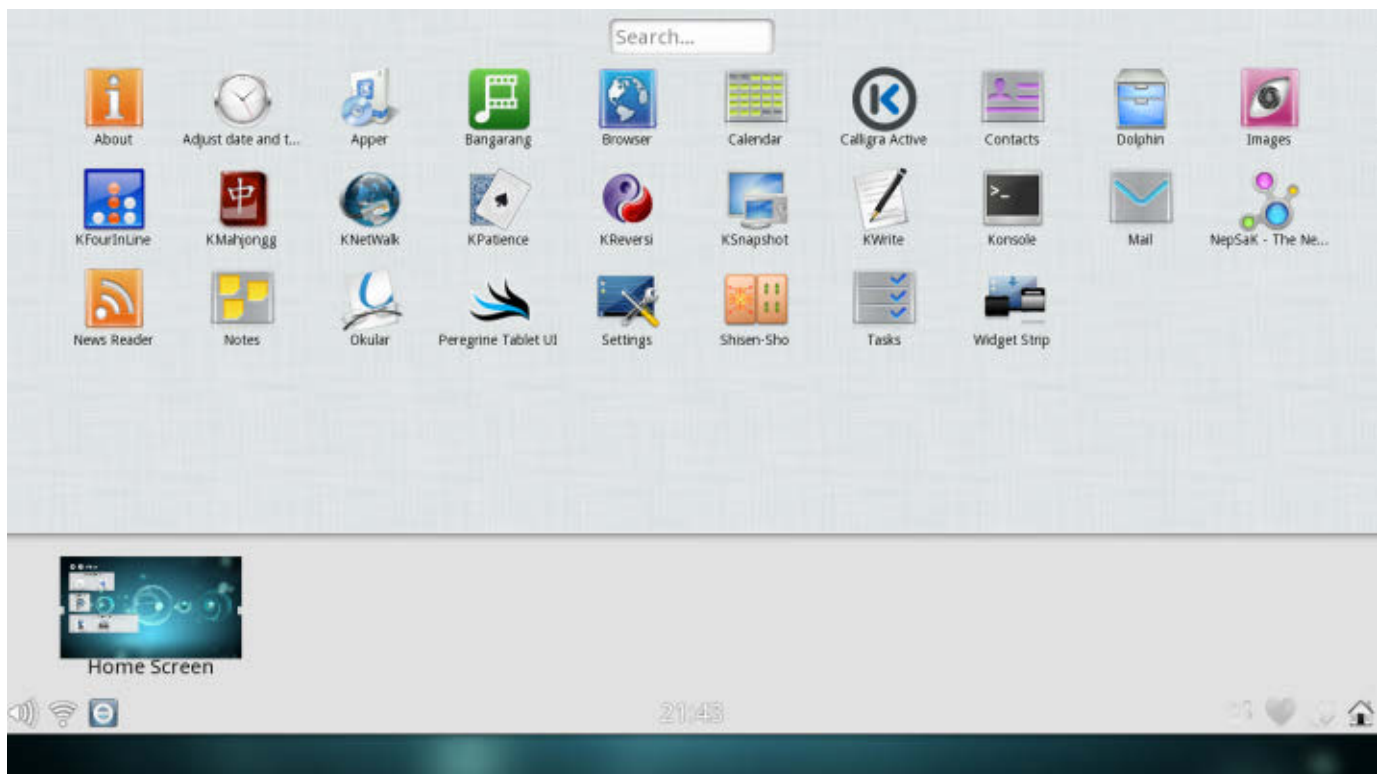 Search...
About Adjust date and t... Apper Bangarang Browser Calendar Calligra Active Contacts Dolphin Images
中
>_
KFourInLine KMahjongg KNetWalk KPatience KReversi KSnapshot KWrite Konsole Mail NepSaK - The Ne...
News Reader Notes Okular Peregrine Tablet UI Settings Shisen-Sho Tasks Widget Strip
Home Screen
21:43